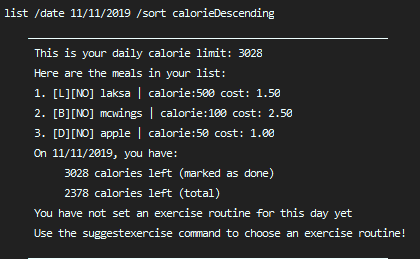 list /date 11/11/2019 /sort calorieDescending
This is your daily calorie limit: 3028
Here are the meals in your list:
1. [L][NO] laksa | calorie:500 cost: 1.50
2. [B][NO] mcwings | calorie:100 cost: 2.50
3. [D][NO] apple | calorie:50 cost: 1.00
On 11/11/2019, you have:
3028 calories left (marked as done)
2378 calories left (total)
You have not set an exercise routine for this day yet
Use the suggestexercise command to choose an exercise routine!